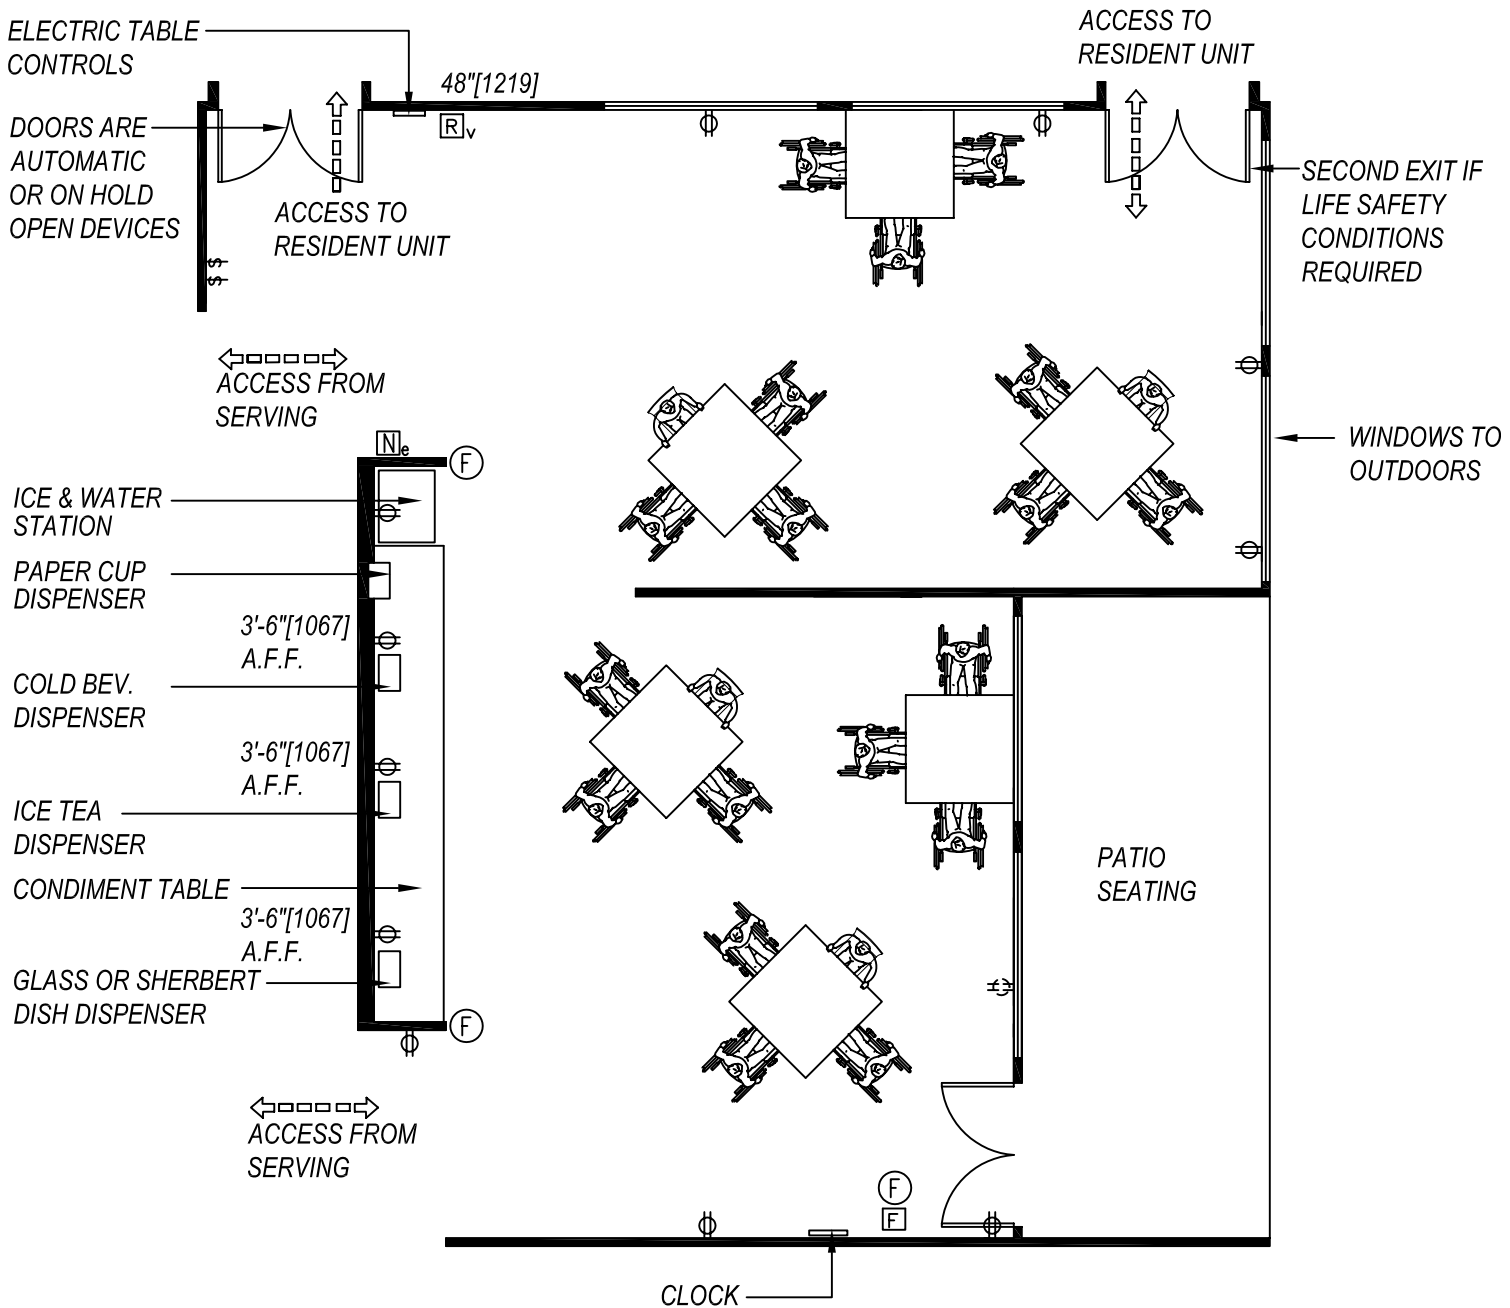 ELECTRIC TABLE
CONTROLS
48"[1219]
ACCESS TO
RESIDENT UNIT
R v
DOORS ARE
AUTOMATIC
OR ON HOLD
OPEN DEVICES
ACCESS TO
RESIDENT UNIT
SECOND EXIT IF
LIFE SAFETY
CONDITIONS
REQUIRED
S
S
ACCESS FROM
SERVING
N e
F
WINDOWS TO
OUTDOORS
ICE & WATER
STATION
PAPER CUP
DISPENSER
3'-6"[1067]
A.F.F.
COLD BEV.
DISPENSER
3'-6"[1067]
A.F.F.
ICE TEA
DISPENSER
CONDIMENT TABLE
3'-6"[1067]
A.F.F.
GLASS OR SHERBERT
DISH DISPENSER
F
PATIO
SEATING
ACCESS FROM
SERVING
F
F
CLOCK